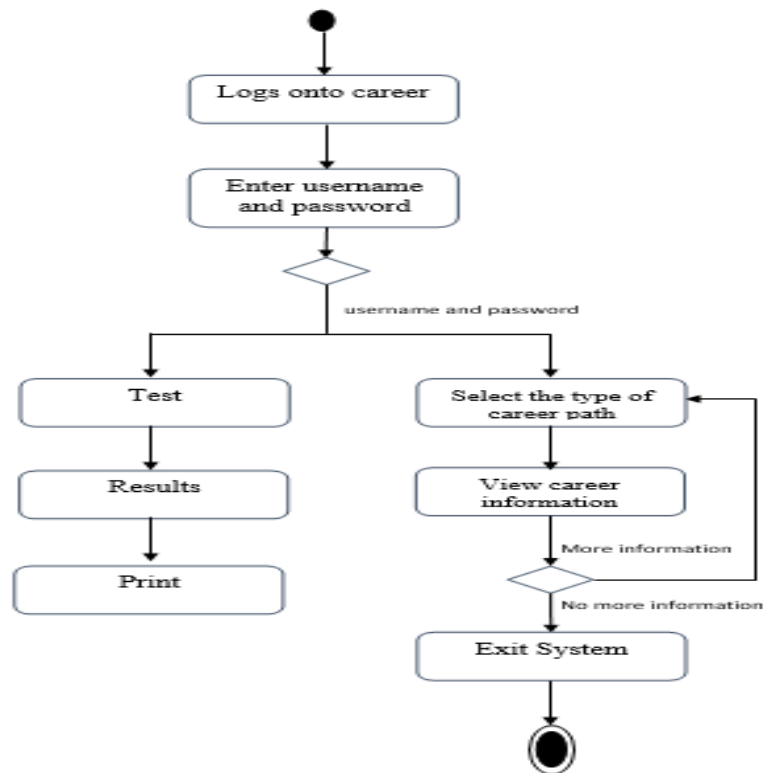 Logs onto career
Enter username
and password
username and password
Test
Select the type of
career path
Results
View career
information
More information
Print
No more information
Exit System